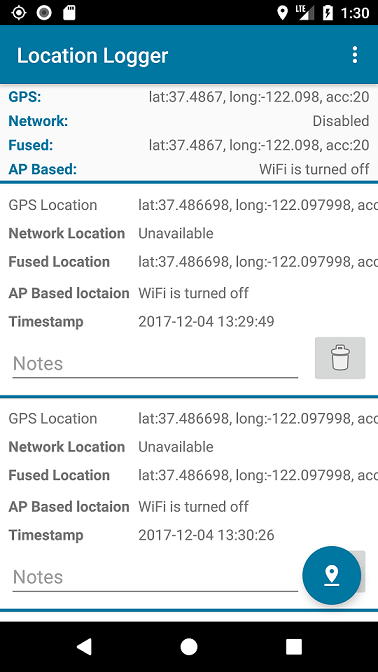 LTE 1:30
Location Logger
GPS: lat:37.4867, long:-122.098, acc:20
Network: Disabled
Fused: lat:37.4867, long:-122.098, acc:20
AP Based: WiFi is turned off
GPS Location lat:37.486698, long:-122.097998, acc
Network Location Unavailable
Fused Location lat:37.486698, long:-122.097998, acc
AP Based loctaion WiFi is turned off
Timestamp 2017-12-04 13:29:49
Notes
GPS Location lat:37.486698, long:-122.097998, acc
Network Location Unavailable
Fused Location lat:37.486698, long:-122.097998, acc
AP Based loctaion WiFi is turned off
Timestamp 2017-12-04 13:30:26
Notes